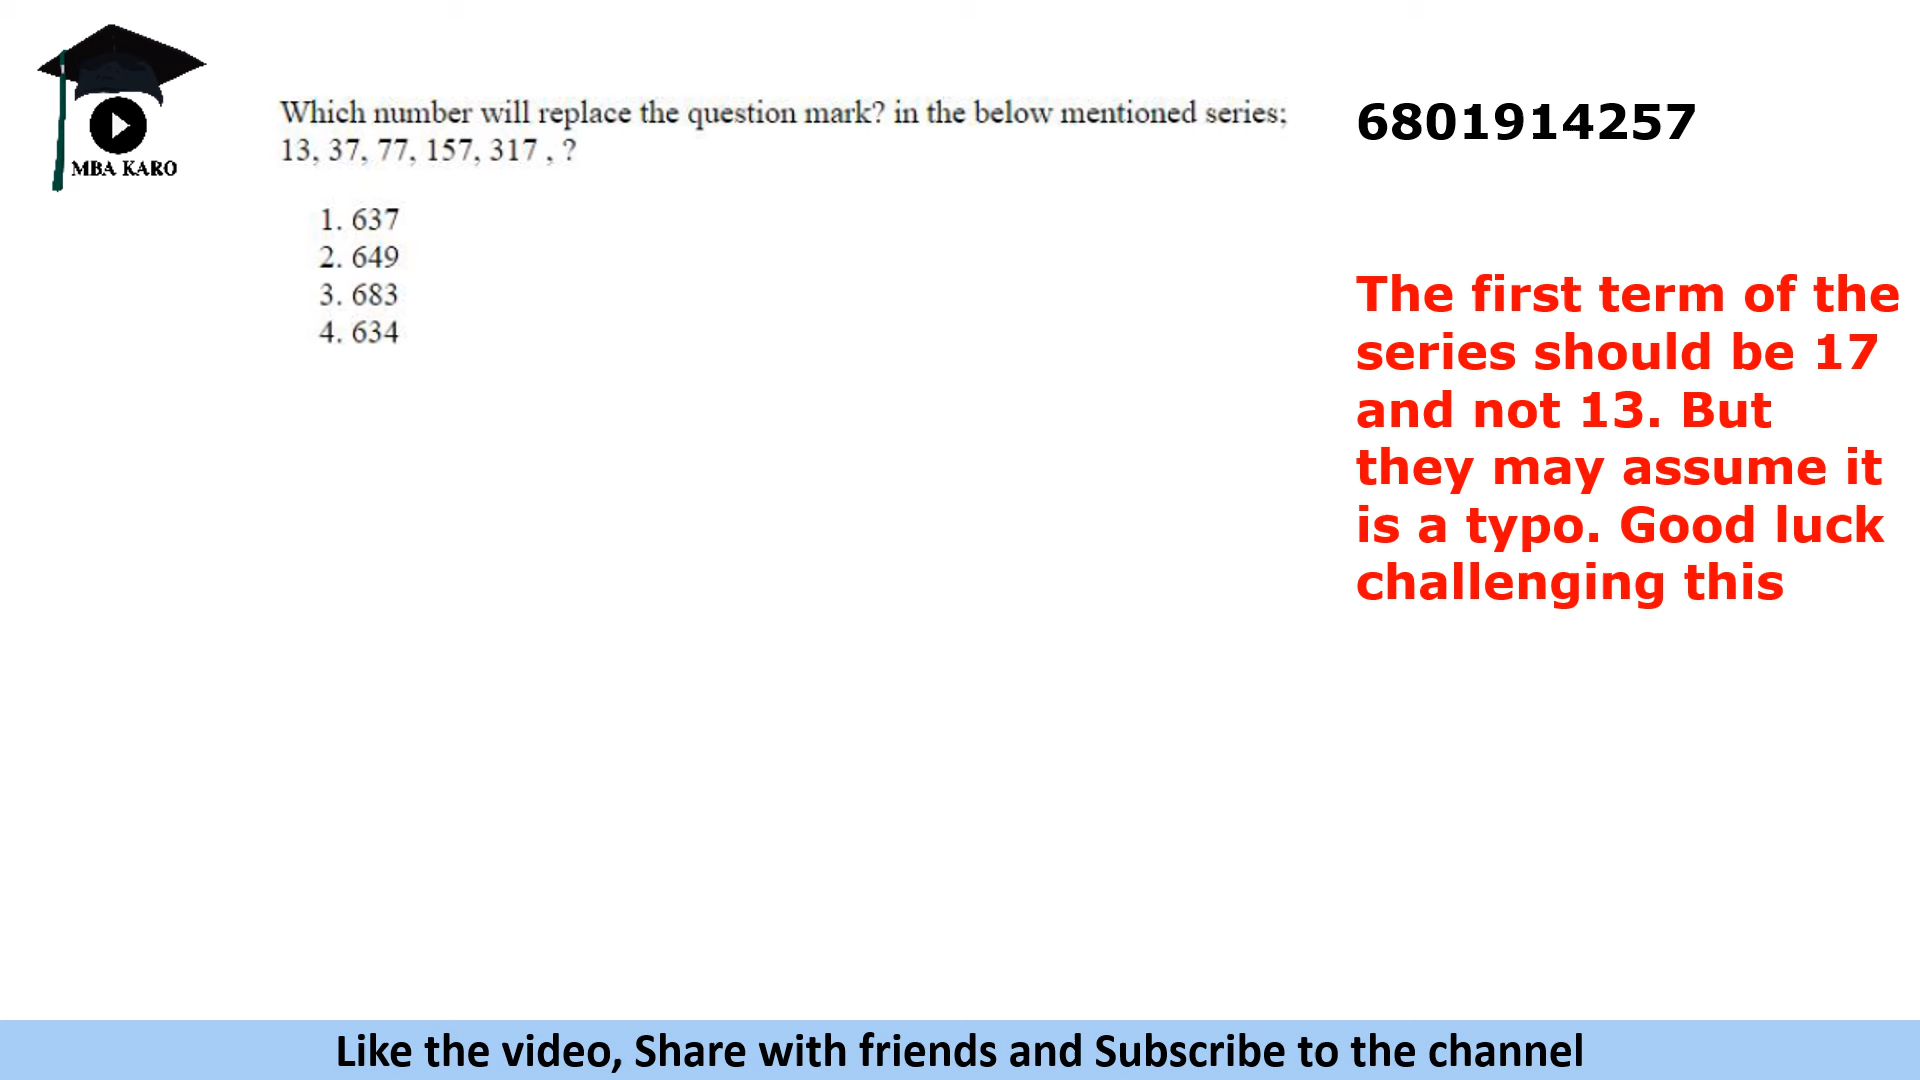 MBA KARO
Which number will replace the question mark? in the below mentioned series;
13, 37, 77, 157, 317 , ?
1. 637
2. 649
3. 683
4. 634
6801914257
The first term of the
series should be 17
and not 13. But
they may assume it
is a typo. Good luck
challenging this
Like the video, Share with friends and Subscribe to the channel